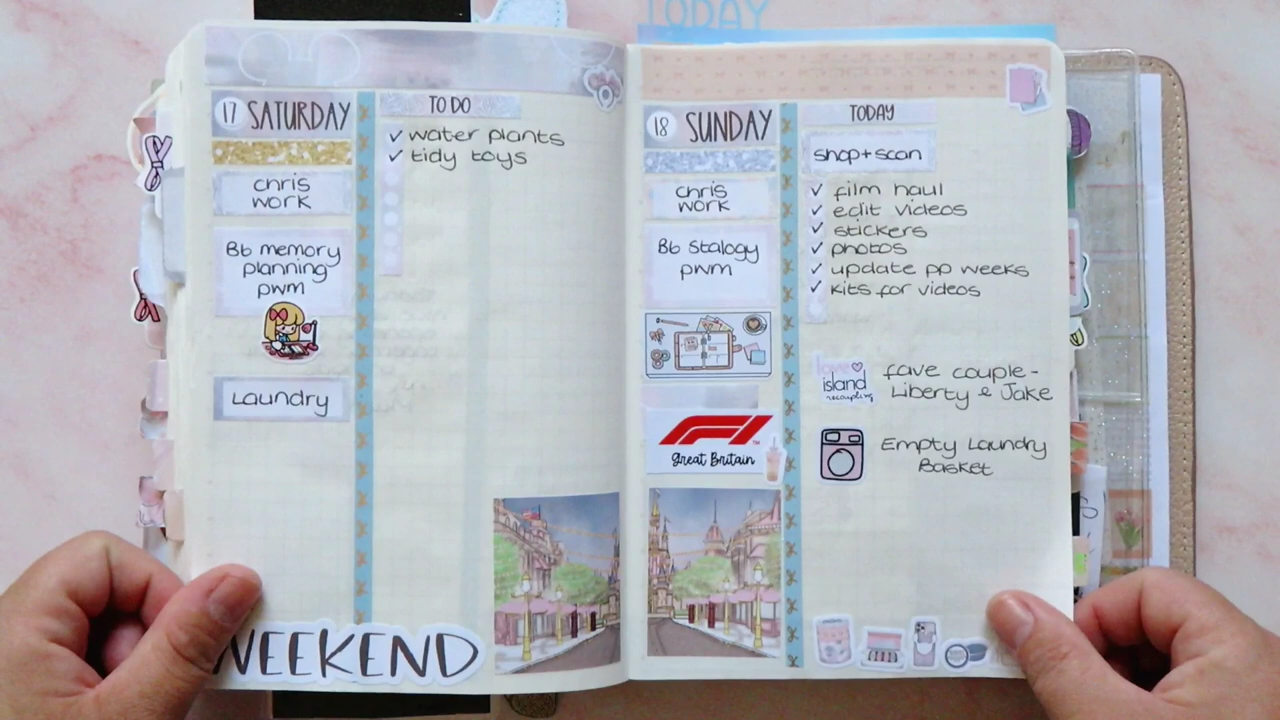 TODAY
17 SATURDAY
chris
work
B6 memory
planning
pwm
Laundry
TO DO
✓ water plants
✓ tidy toys
WEEKEND
18 SUNDAY
chris
work
B6 Stalogy
pwm
F1
TM
Great Britain
TODAY
shop+scan
✓ film haul
✓ edit videos
✓ stickers
✓ photos
✓ update pp weeks
✓ kits for videos
love
island
recoupling
fave couple-
Liberty & Jake
Empty Laundry
Basket